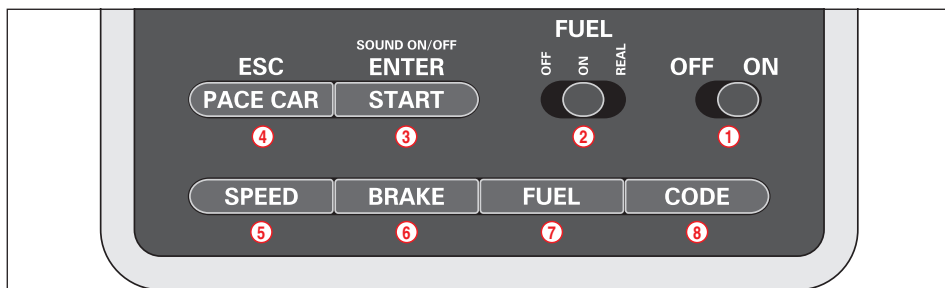 FUEL
SOUND ON/OFF
OFF
ON
REAL
ESC
ENTER
OFF ON
PACE CAR
START
4
3
2
1
SPEED
BRAKE
FUEL
CODE
5
6
7
8